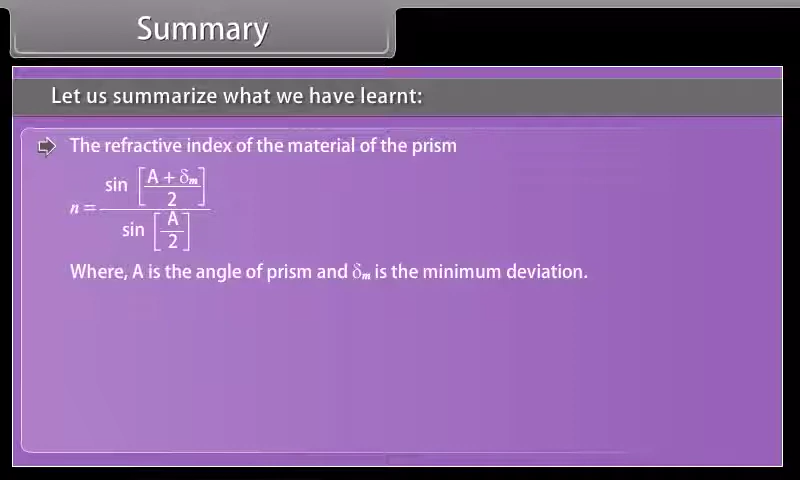 Summary
Let us summarize what we have learnt:
The refractive index of the material of the prism
n = sin [(A + δm)/2] / sin [A/2]
Where, A is the angle of prism and δm is the minimum deviation.